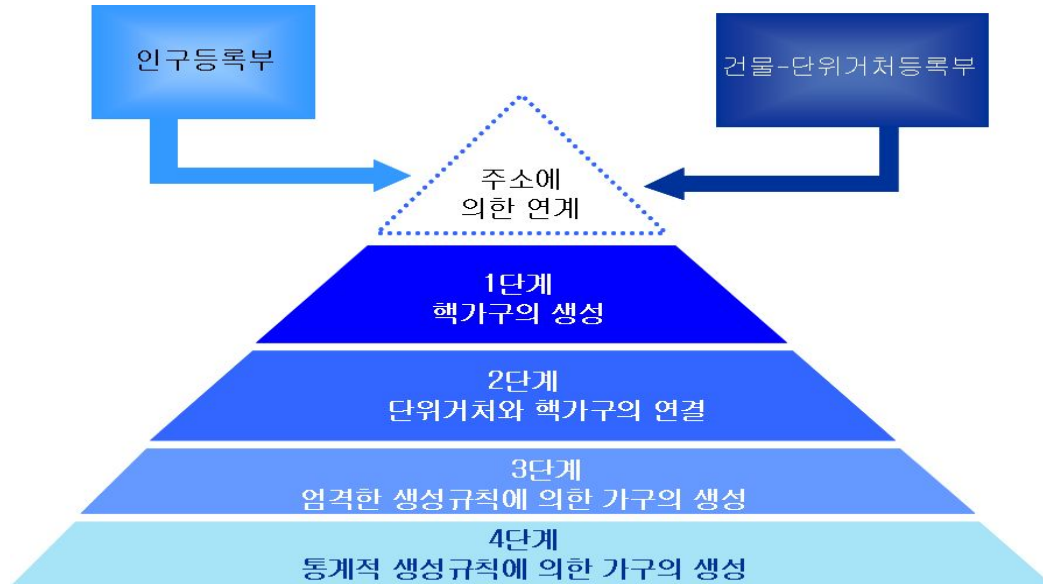 인구등록부
건물-단위거처등록부
주소에
의한 연계
1단계
핵가구의 생성
2단계
단위거처와 핵가구의 연결
3단계
엄격한 생성규칙에 의한 가구의 생성
4단계
통계적 생성규칙에 의한 가구의 생성